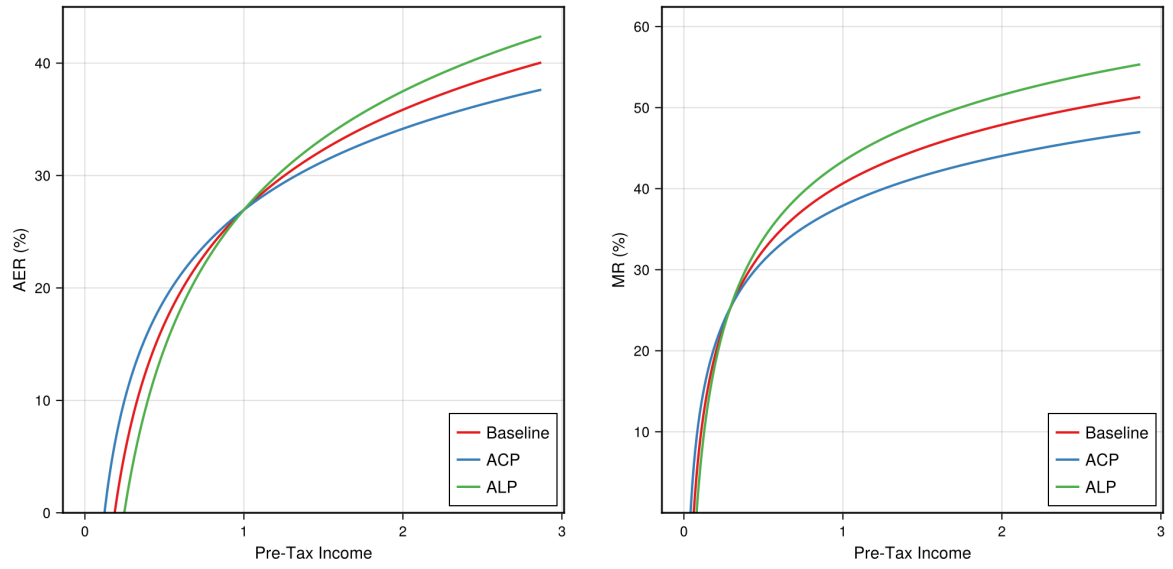 AER (%)
40
30
20
10
0
0
1
2
3
Pre-Tax Income
Baseline
ACP
ALP
MR (%)
60
50
40
30
20
10
0
1
2
3
Pre-Tax Income
Baseline
ACP
ALP